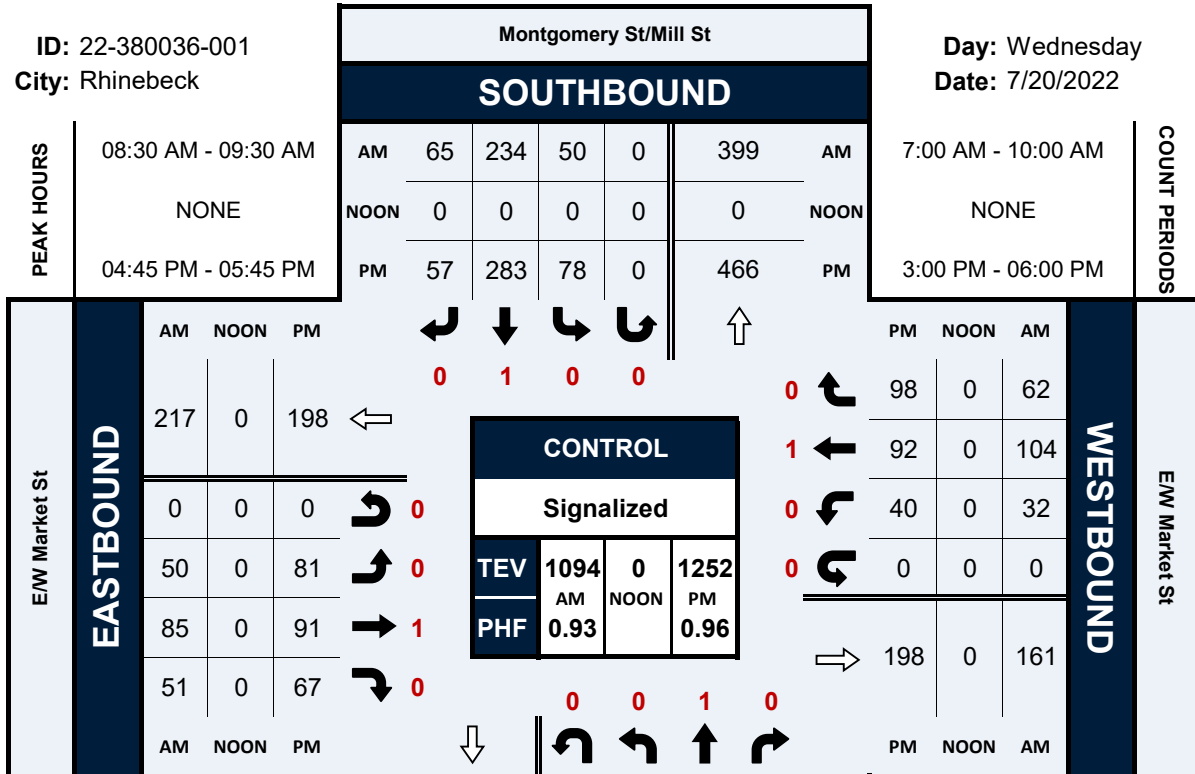 Montgomery St/Mill St
ID: 22-380036-001
Day: Wednesday
City: Rhinebeck
Date: 7/20/2022
SOUTHBOUND
PEAK HOURS
08:30 AM - 09:30 AM
AM 65 234 50 0 399 AM
7:00 AM - 10:00 AM
COUNT PERIODS
NONE
NOON 0 0 0 0 0 NOON
NONE
04:45 PM - 05:45 PM
PM 57 283 78 0 466 PM
3:00 PM - 06:00 PM
AM NOON PM
PM NOON AM
0 1 0 0
E/W Market St
EASTBOUND
217 0 198
0 0 0 0
50 0 81 0
85 0 91 1
51 0 67 0
AM NOON PM
CONTROL
Signalized
TEV 1094 0 1252
AM NOON PM
PHF 0.93 0.96
0 98 0 62
1 92 0 104
0 40 0 32
0 0 0 0
198 0 161
PM NOON AM
WESTBOUND
E/W Market St
0 0 1 0